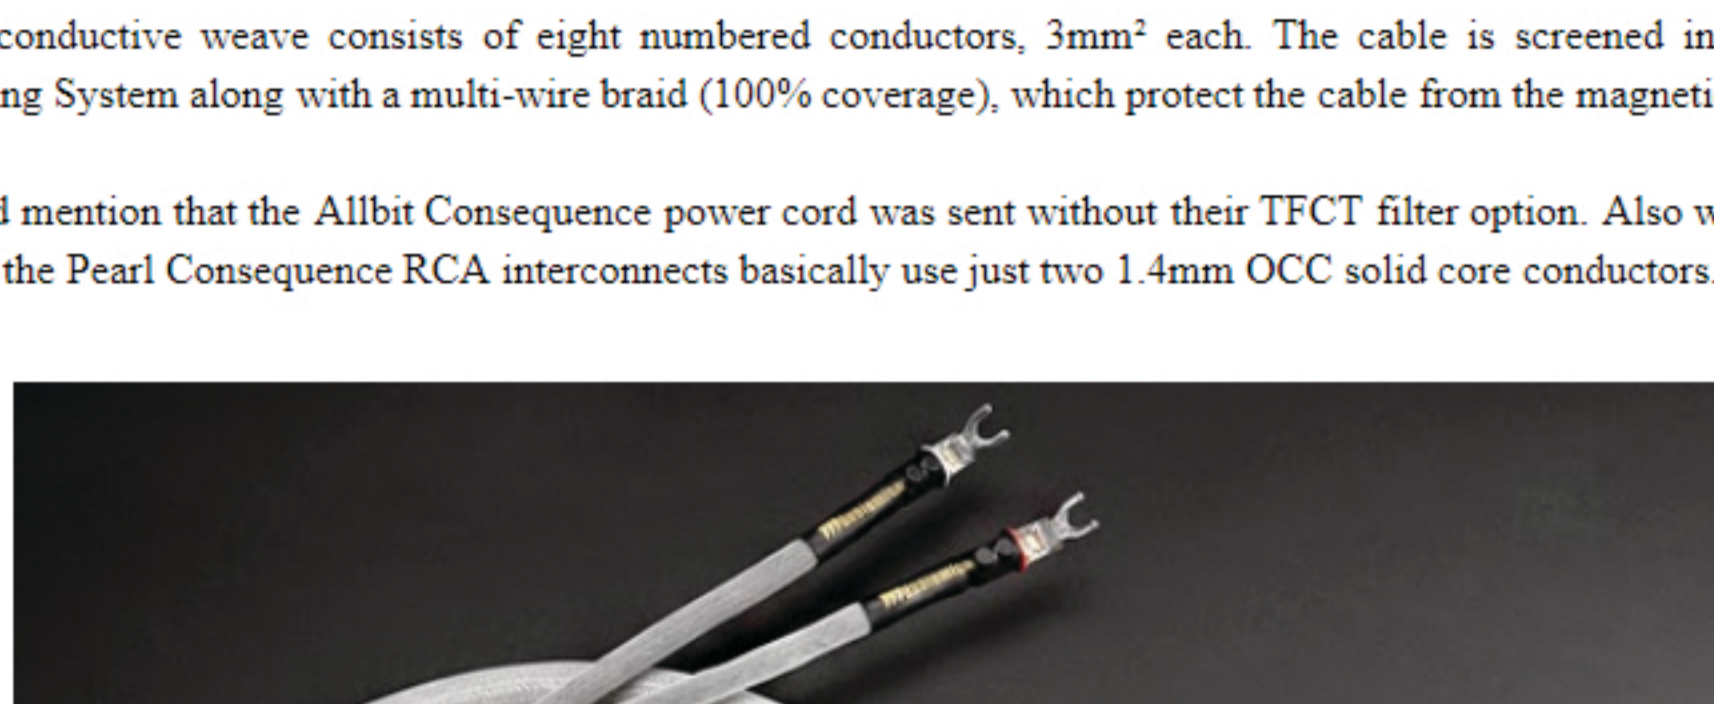 conductive weave consists of eight numbered conductors, 3mm² each. The cable is screened in
ng System along with a multi-wire braid (100% coverage), which protect the cable from the magneti
d mention that the Allbit Consequence power cord was sent without their TFCT filter option. Also w
the Pearl Consequence RCA interconnects basically use just two 1.4mm OCC solid core conductors.